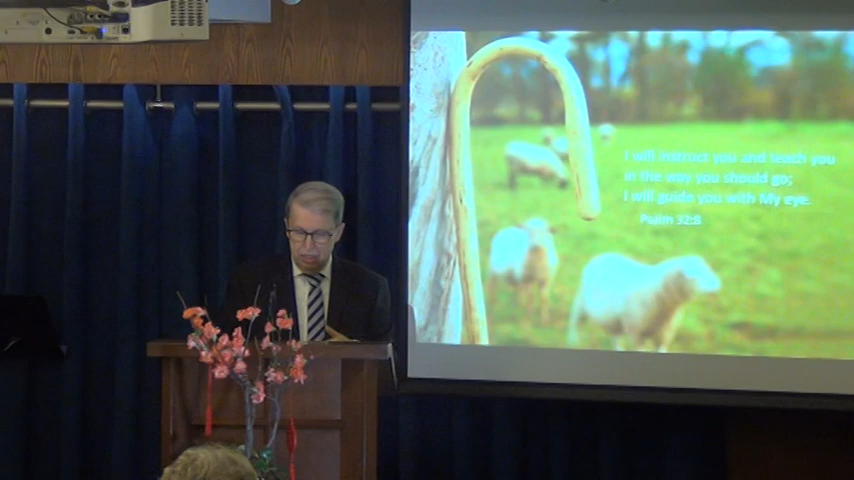 I will instruct you and teach you
in the way you should go;
I will guide you with My eye.
Psalm 32:8